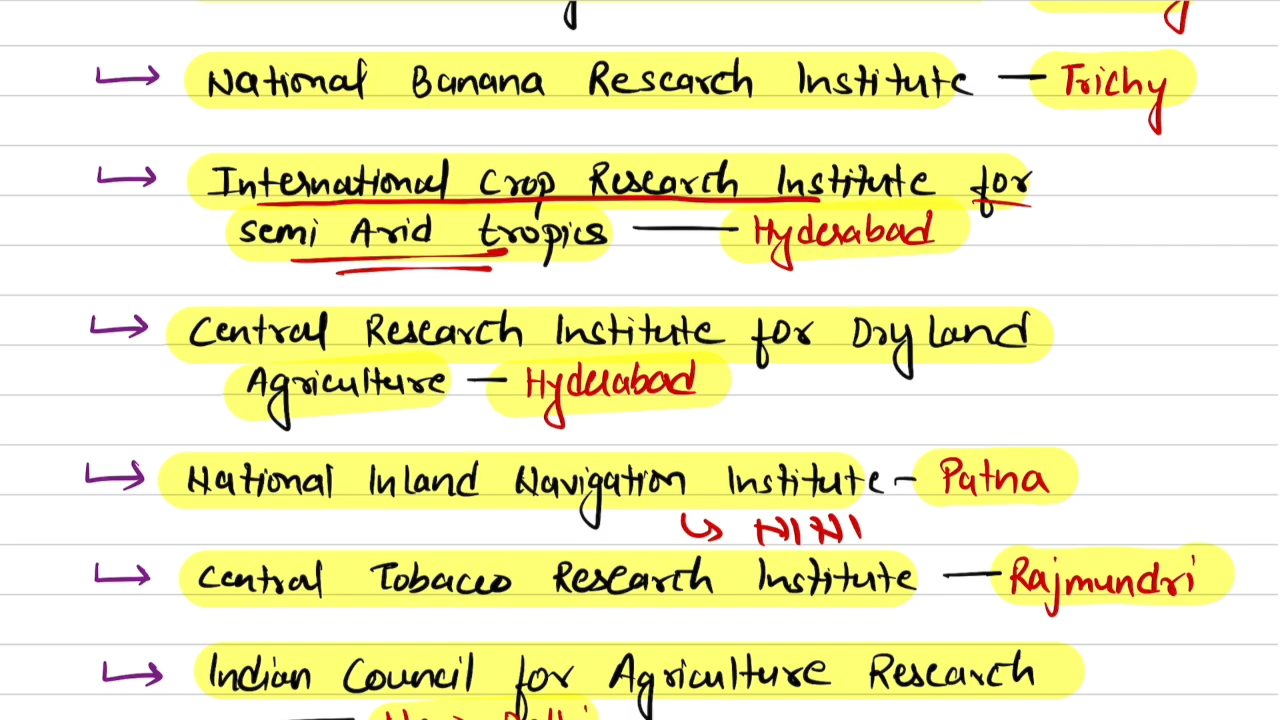 National Banana Research Institute — Trichy
International Crop Research Institute for
semi Arid tropics — Hyderabad
Central Research Institute for Dry land
Agriculture — Hyderabad
National Inland Navigation Institute - Patna
NINI
Central Tobacco Research Institute — Rajmundri
Indian Council for Agriculture Research